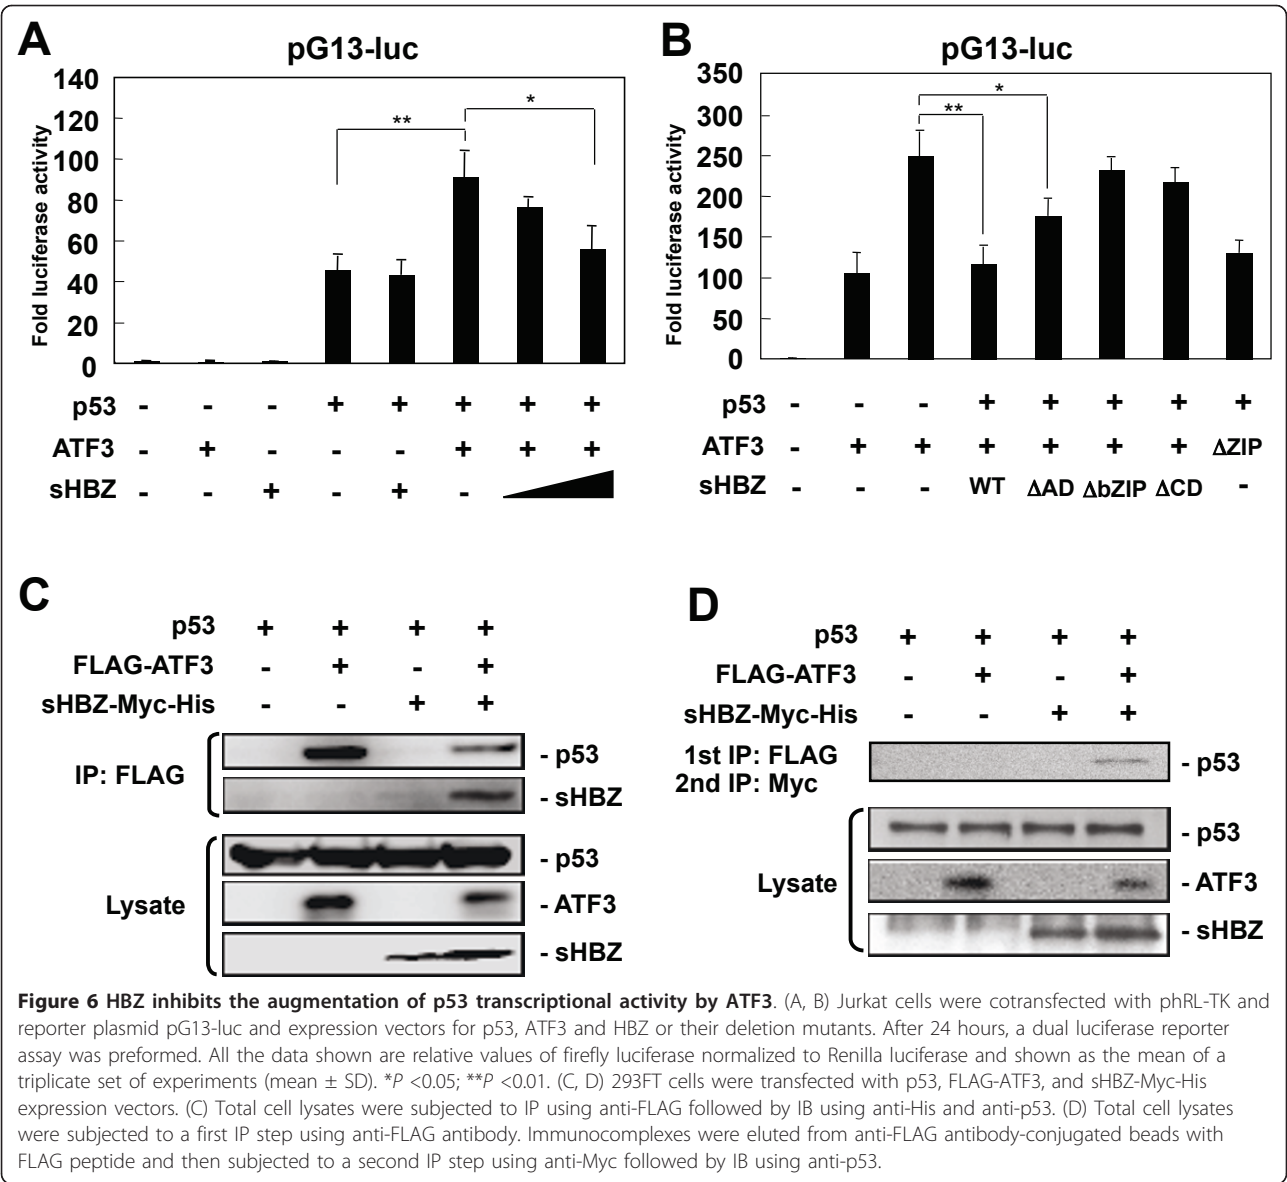 A
pG13-luc
Fold luciferase activity
140
120
100
80
60
40
20
0
**
*
p53 - - - + + + + +
ATF3 - + - - - + + +
sHBZ - - + - + -
B
pG13-luc
Fold luciferase activity
350
300
250
200
150
100
50
0
**
*
p53 - - - + + + + +
ATF3 - + + + + + + ΔZIP
sHBZ - - - WT ΔAD ΔbZIP ΔCD -
C
p53 + + + +
FLAG-ATF3 - + - +
sHBZ-Myc-His - - + +
IP: FLAG
- p53
- sHBZ
Lysate
- p53
- ATF3
- sHBZ
D
p53 + + + +
FLAG-ATF3 - + - +
sHBZ-Myc-His - - + +
1st IP: FLAG
2nd IP: Myc
- p53
Lysate
- p53
- ATF3
- sHBZ
Figure 6 HBZ inhibits the augmentation of p53 transcriptional activity by ATF3. (A, B) Jurkat cells were cotransfected with phRL-TK and
reporter plasmid pG13-luc and expression vectors for p53, ATF3 and HBZ or their deletion mutants. After 24 hours, a dual luciferase reporter
assay was preformed. All the data shown are relative values of firefly luciferase normalized to Renilla luciferase and shown as the mean of a
triplicate set of experiments (mean ± SD). *P <0.05; **P <0.01. (C, D) 293FT cells were transfected with p53, FLAG-ATF3, and sHBZ-Myc-His
expression vectors. (C) Total cell lysates were subjected to IP using anti-FLAG followed by IB using anti-His and anti-p53. (D) Total cell lysates
were subjected to a first IP step using anti-FLAG antibody. Immunocomplexes were eluted from anti-FLAG antibody-conjugated beads with
FLAG peptide and then subjected to a second IP step using anti-Myc followed by IB using anti-p53.